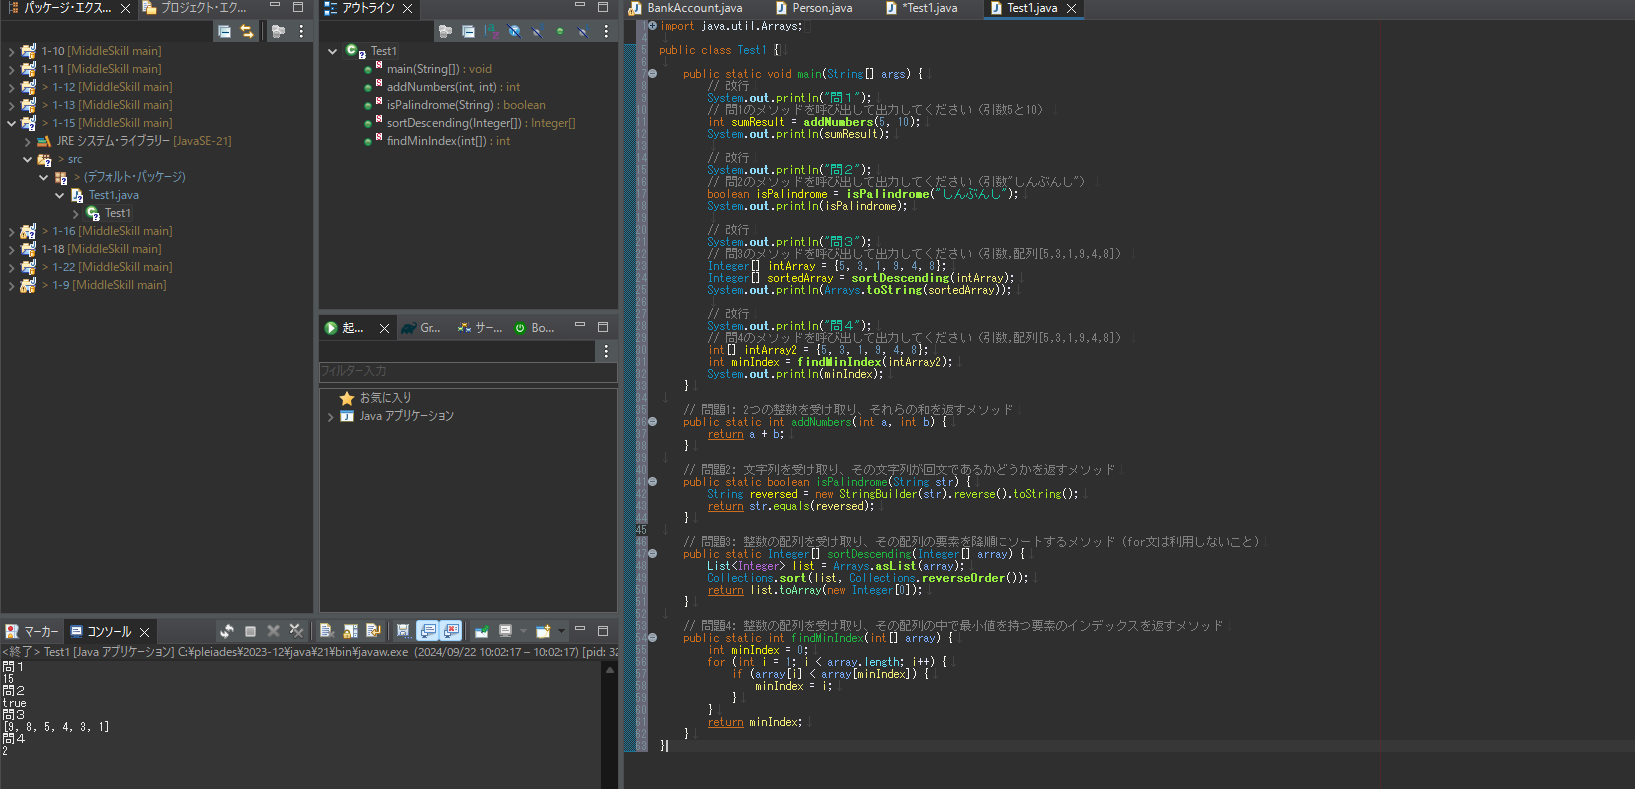 パッケージ・エクス...
プロジェクト・エク...
1-10 [MiddleSkill main]
1-11 [MiddleSkill main]
> 1-12 [MiddleSkill main]
> 1-13 [MiddleSkill main]
> 1-15 [MiddleSkill main]
JRE システム・ライブラリー [JavaSE-21]
> src
> (デフォルト・パッケージ)
Test1.java
Test1
> 1-16 [MiddleSkill main]
1-18 [MiddleSkill main]
> 1-22 [MiddleSkill main]
> 1-9 [MiddleSkill main]
アウトライン
Test1
main(String[]) : void
addNumbers(int, int) : int
isPalindrome(String) : boolean
sortDescending(Integer[]) : Integer[]
findMinIndex(int[]) : int
起...
Gr...
サー...
Bo...
フィルター入力
お気に入り
Java アプリケーション
マーカー
コンソール
<終了> Test1 [Java アプリケーション] C:¥pleiades¥2023-12¥java¥21¥bin¥javaw.exe (2024/09/22 10:02:17 – 10:02:17) [pid: 32
問１
15
問２
true
問３
[9, 8, 5, 4, 3, 1]
問４
2
BankAccount.java
Person.java
*Test1.java
Test1.java
import java.util.Arrays;
public class Test1 {
public static void main(String[] args) {
// 改行
System.out.println("問１");
// 問1のメソッドを呼び出して出力してください（引数5と10）
int sumResult = addNumbers(5, 10);
System.out.println(sumResult);
// 改行
System.out.println("問２");
// 問2のメソッドを呼び出して出力してください（引数"しんぶんし"）
boolean isPalindrome = isPalindrome("しんぶんし");
System.out.println(isPalindrome);
// 改行
System.out.println("問３");
// 問3のメソッドを呼び出して出力してください（引数,配列[5,3,1,9,4,8]）
Integer[] intArray = {5, 3, 1, 9, 4, 8};
Integer[] sortedArray = sortDescending(intArray);
System.out.println(Arrays.toString(sortedArray));
// 改行
System.out.println("問４");
// 問4のメソッドを呼び出して出力してください（引数,配列[5,3,1,9,4,8]）
int[] intArray2 = {5, 3, 1, 9, 4, 8};
int minIndex = findMinIndex(intArray2);
System.out.println(minIndex);
}
// 問題1: 2つの整数を受け取り、それらの和を返すメソッド
public static int addNumbers(int a, int b) {
return a + b;
}
// 問題2: 文字列を受け取り、その文字列が回文であるかどうかを返すメソッド
public static boolean isPalindrome(String str) {
String reversed = new StringBuilder(str).reverse().toString();
return str.equals(reversed);
}
45
// 問題3: 整数の配列を受け取り、その配列の要素を降順にソートするメソッド（for文は利用しないこと）
public static Integer[] sortDescending(Integer[] array) {
List<Integer> list = Arrays.asList(array);
Collections.sort(list, Collections.reverseOrder());
return list.toArray(new Integer[0]);
}
// 問題4: 整数の配列を受け取り、その配列の中で最小値を持つ要素のインデックスを返すメソッド
public static int findMinIndex(int[] array) {
int minIndex = 0;
for (int i = 1; i < array.length; i++) {
if (array[i] < array[minIndex]) {
minIndex = i;
}
}
return minIndex;
}
}